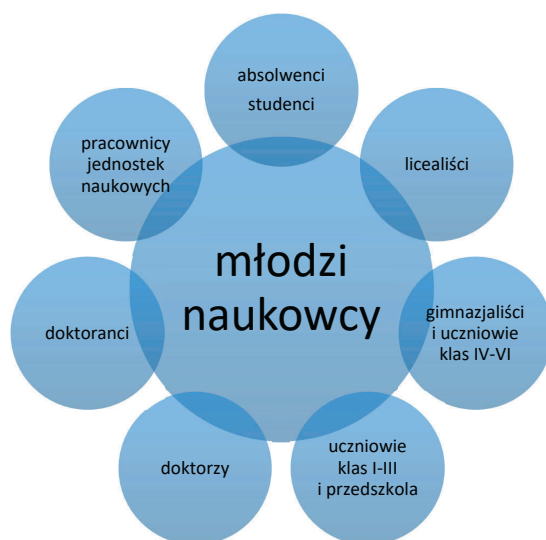 absolwenci
studenci
licealiści
gimnazjaliści
i uczniowie
klas IV-VI
uczniowie
klas I-III
i przedszkola
doktorzy
doktoranci
pracownicy
jednostek
naukowych
młodzi
naukowcy